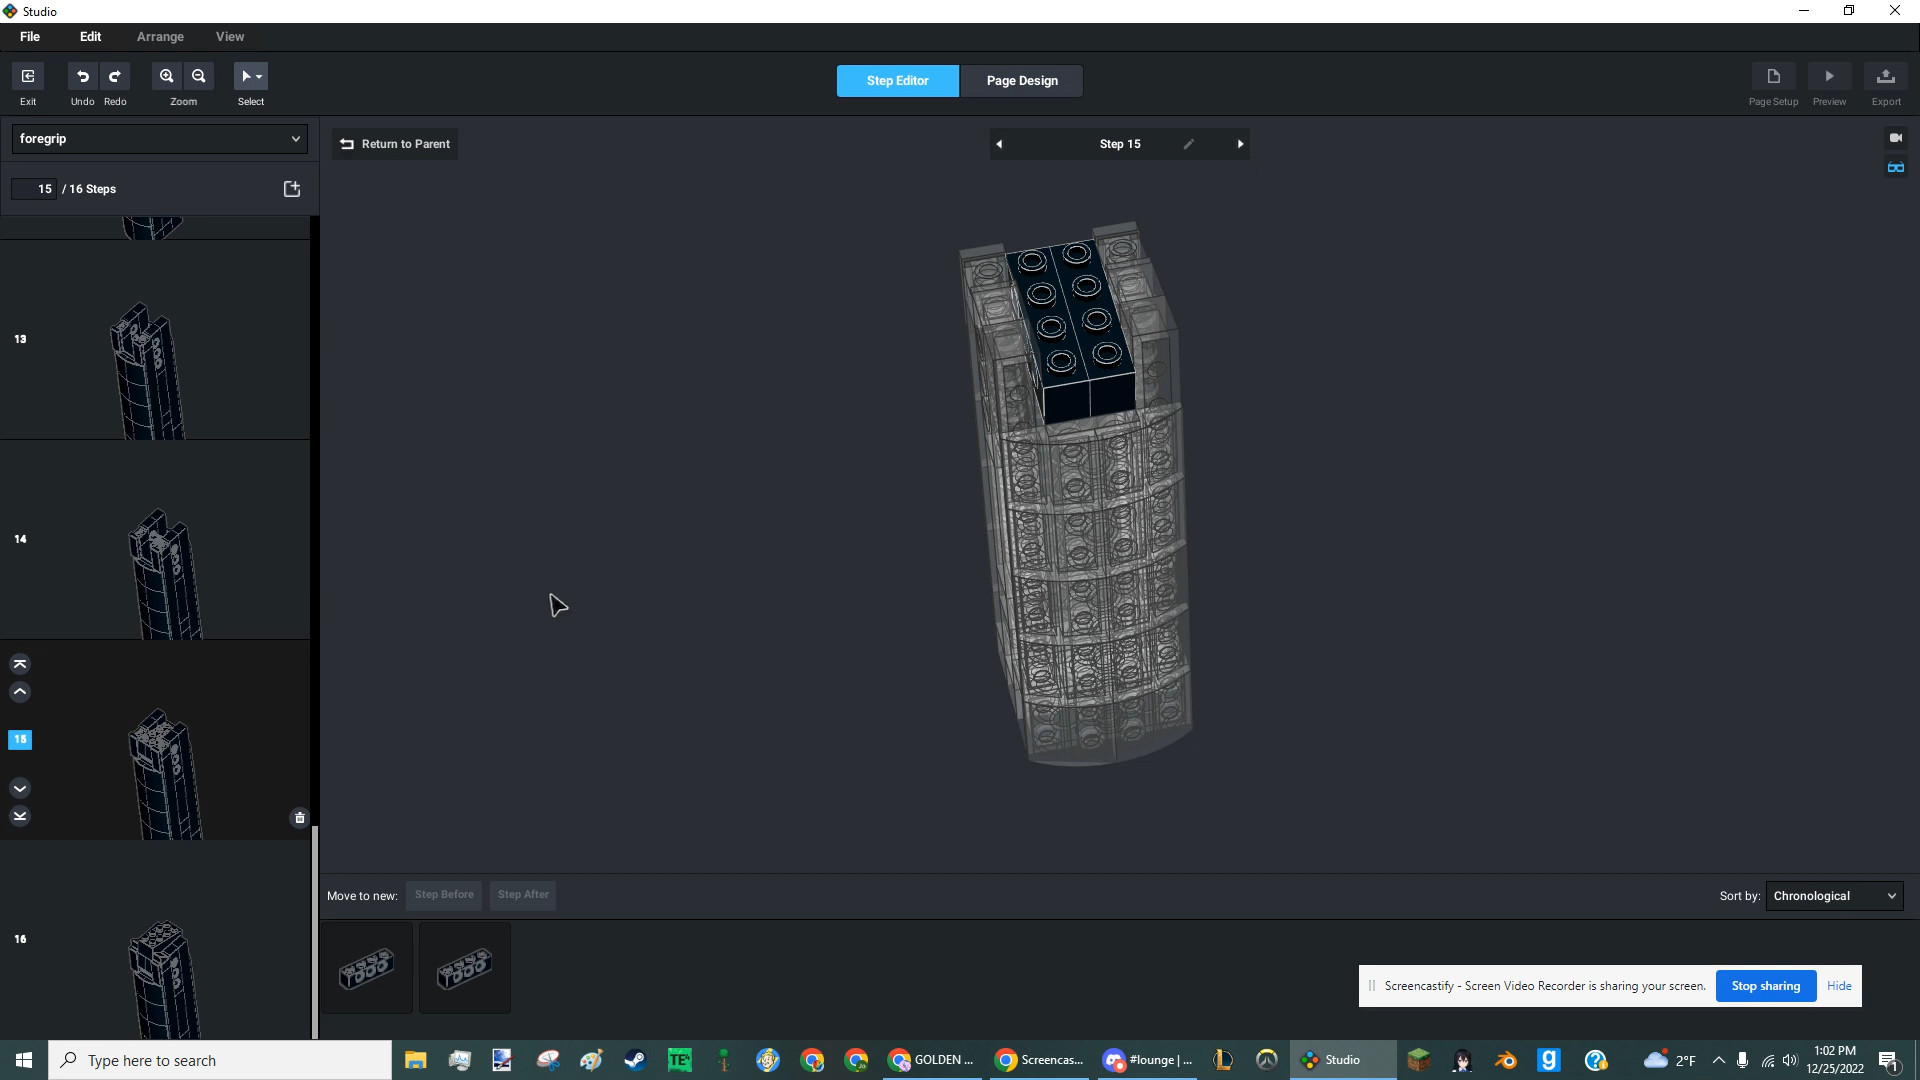 Studio
File Edit Arrange View
Exit Undo Redo Zoom Select
Step Editor Page Design
Page Setup Preview Export
foregrip
Return to Parent
Step 15
15 / 16 Steps
13
14
15
16
Move to new: Step Before Step After
Sort by: Chronological
Screencastify - Screen Video Recorder is sharing your screen. Stop sharing Hide
Type here to search
TE
GOLDEN ...
Screencas...
#lounge | ...
Studio
2°F
1:02 PM
12/25/2022
1